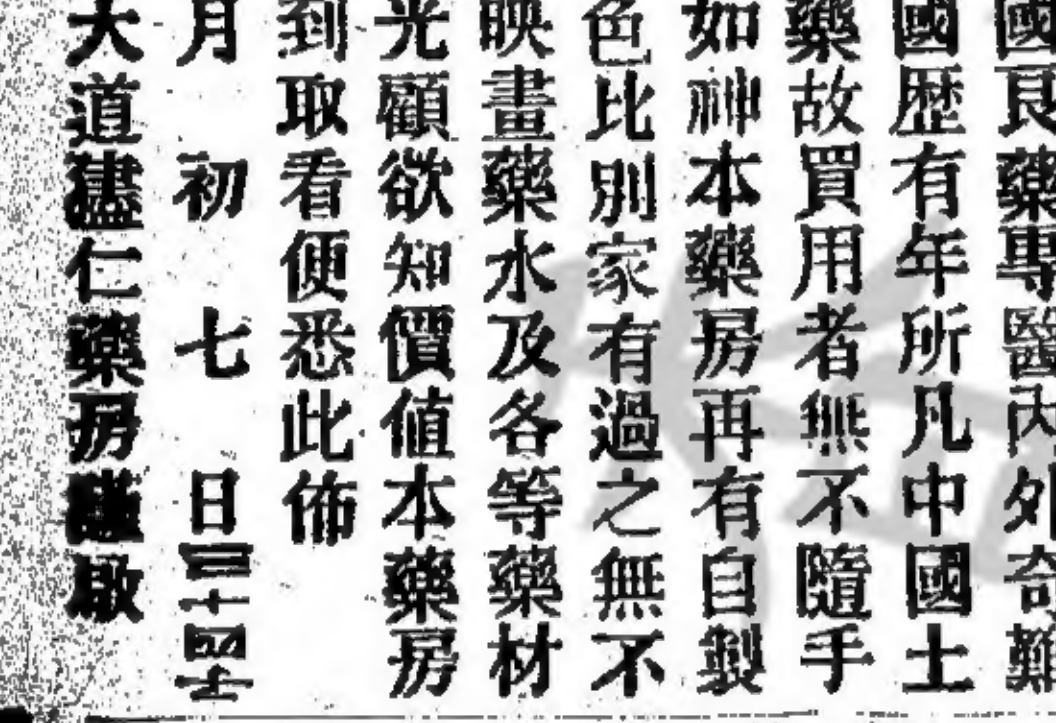 國良藥專醫內外奇難
國歷有年所凡中國士
藥故買用者無不隨手
如神本藥房再有自製
色比別家有過之無不
映畫藥水及各等藥材
光顧欲知價值本藥房
到取看便悉此佈
月初七日
大道盡仁藥房謹啟